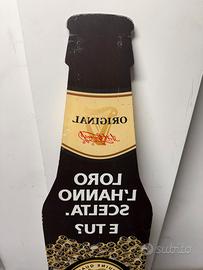 ORIGINAL
LORO
L'HANNO
SCELTA.
E TU?
subito